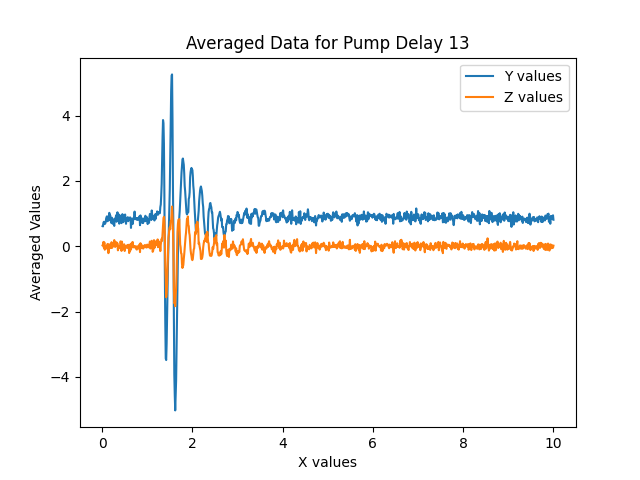 Averaged Data for Pump Delay 13
Y values
Z values
Averaged Values
4
2
0
−2
−4
0
2
4
6
8
10
X values